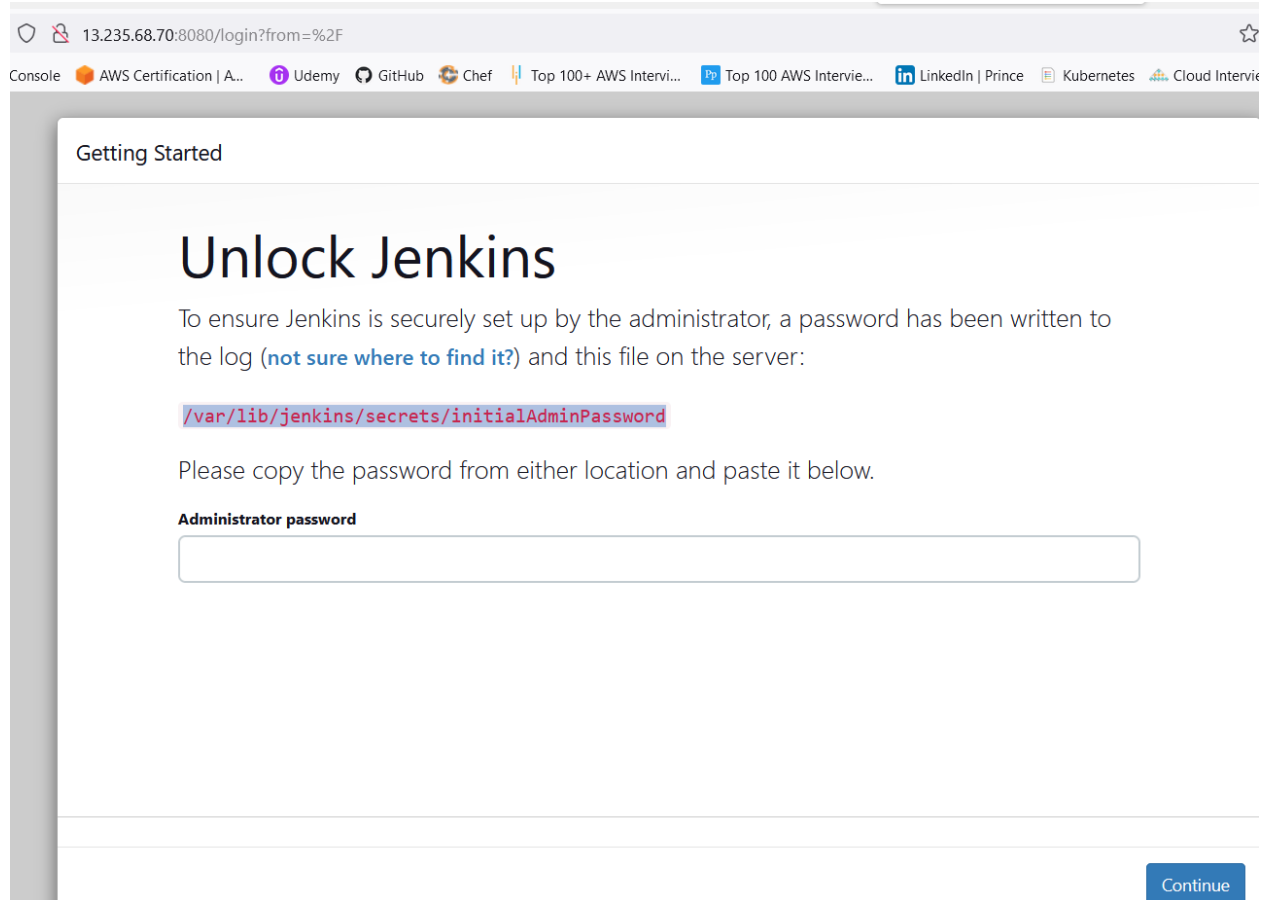 13.235.68.70:8080/login?from=%2F
Console AWS Certification | A... Udemy GitHub Chef Top 100+ AWS Intervi... Pp Top 100 AWS Intervie... in LinkedIn | Prince Kubernetes Cloud Intervie
Getting Started
Unlock Jenkins
To ensure Jenkins is securely set up by the administrator, a password has been written to
the log (not sure where to find it?) and this file on the server:
/var/lib/jenkins/secrets/initialAdminPassword
Please copy the password from either location and paste it below.
Administrator password
Continue